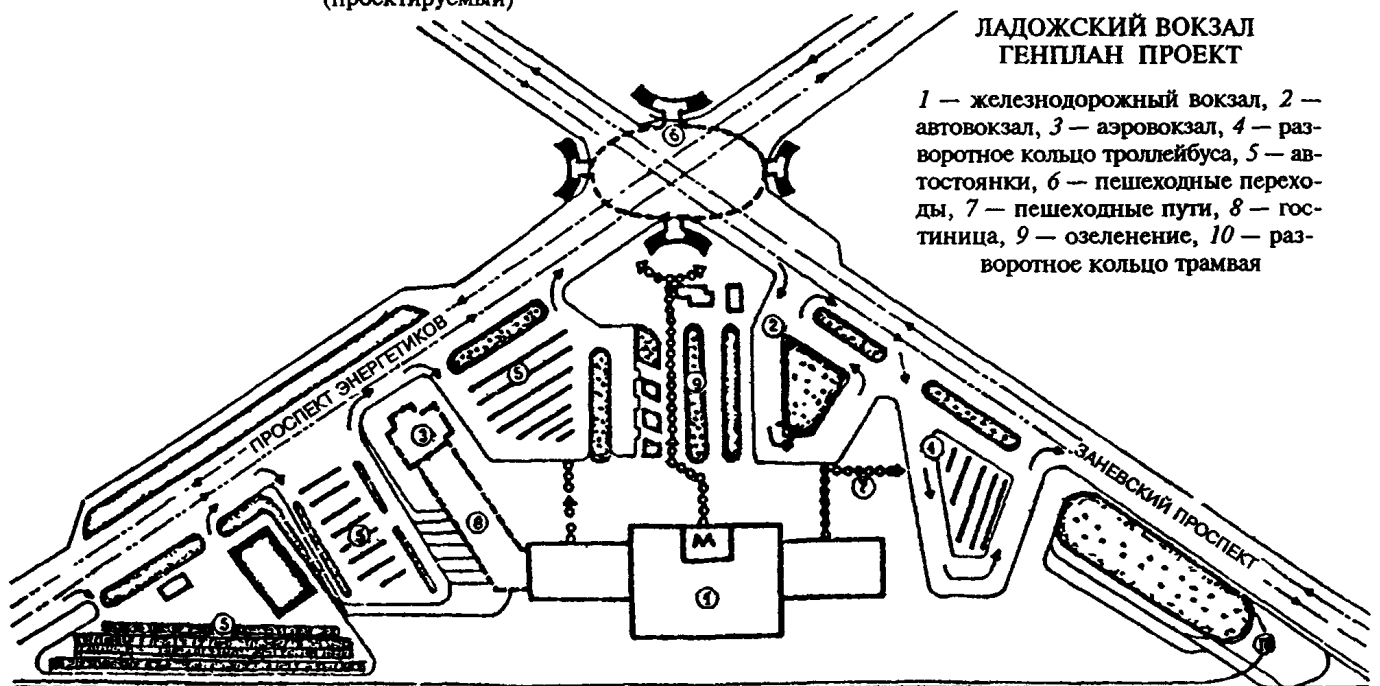 (проектируемый)
ЛАДОЖСКИЙ ВОКЗАЛ
ГЕНПЛАН ПРОЕКТ
1 — железнодорожный вокзал, 2 —
автовокзал, 3 — аэровокзал, 4 — раз-
воротное кольцо троллейбуса, 5 — ав-
тостоянки, 6 — пешеходные перехо-
ды, 7 — пешеходные пути, 8 — гос-
тиница, 9 — озеленение, 10 — раз-
воротное кольцо трамвая
6
ПРОСПЕКТ ЭНЕРГЕТИКОВ
5
9
2
3
4
ЗАНЕВСКИЙ ПРОСПЕКТ
7
8
5
М
1
5
10